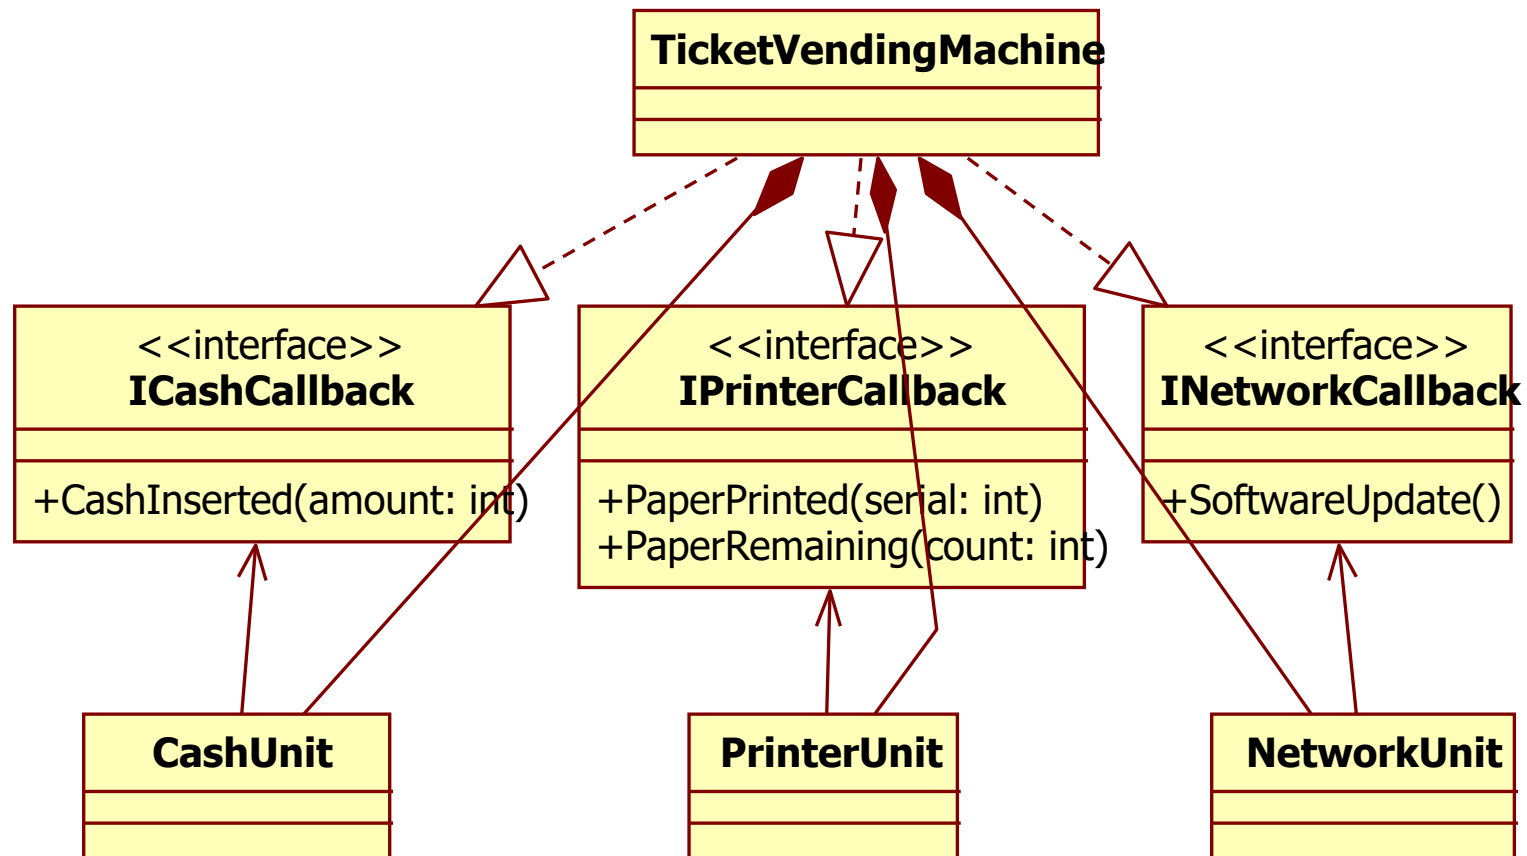 TicketVendingMachine
<<interface>>
ICashCallback
+CashInserted(amount: int)
<<interface>>
IPrinterCallback
+PaperPrinted(serial: int)
+PaperRemaining(count: int)
<<interface>>
INetworkCallback
+SoftwareUpdate()
CashUnit
PrinterUnit
NetworkUnit